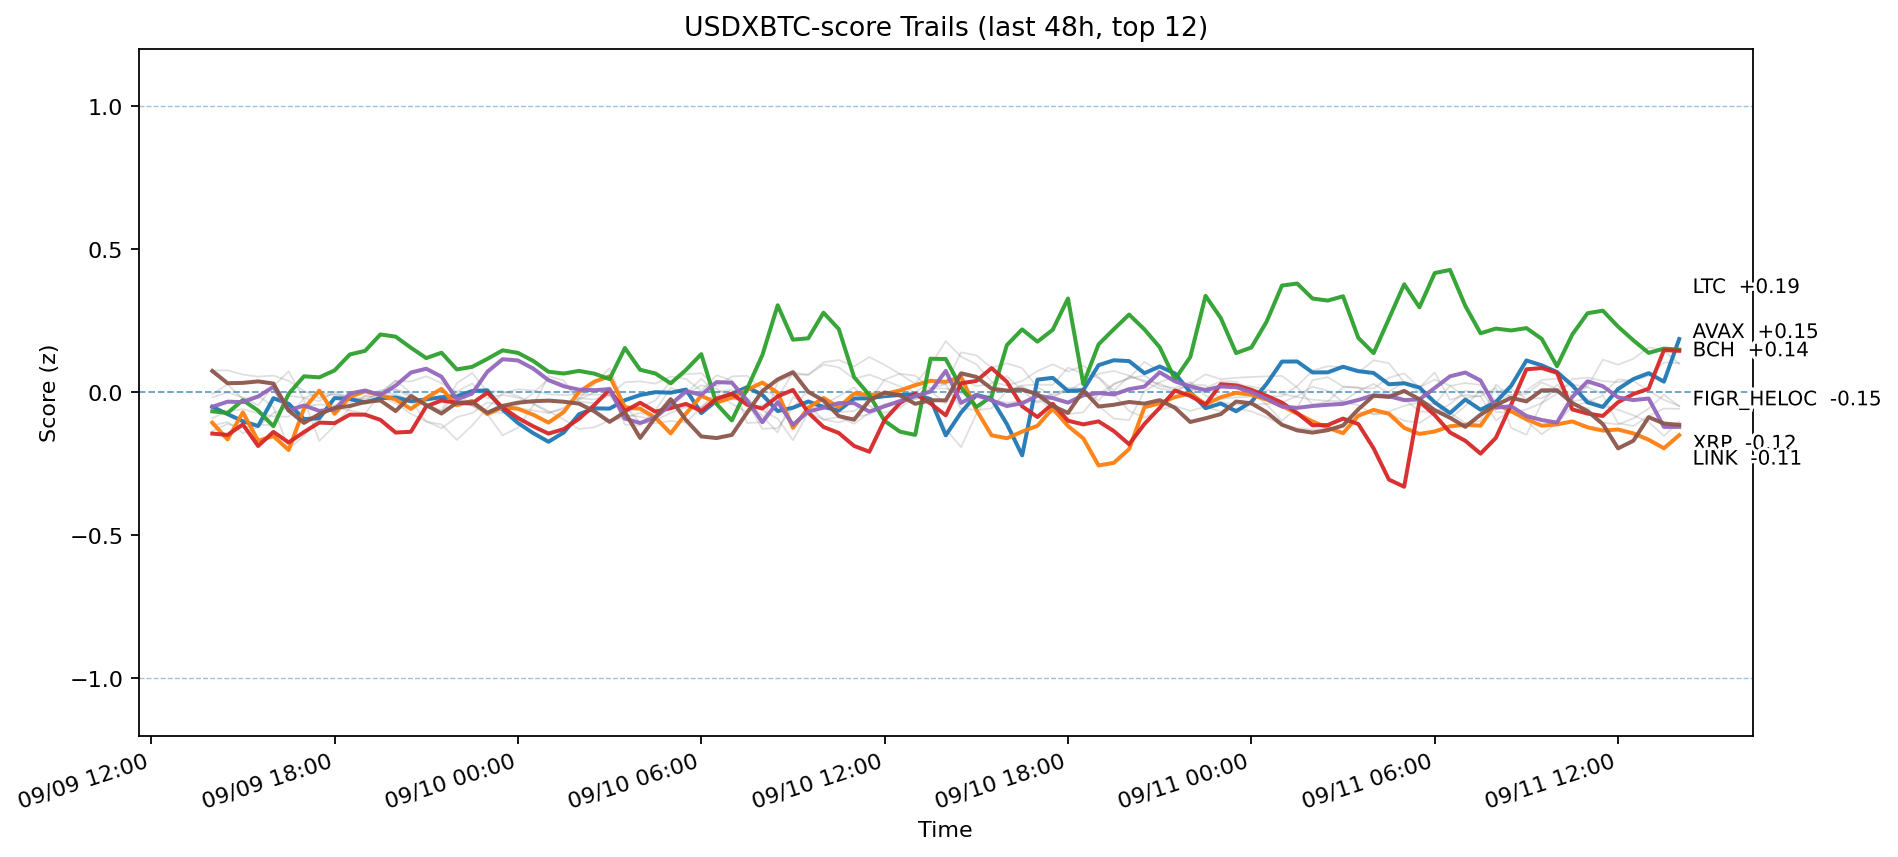 USDXBTC-score Trails (last 48h, top 12)
Score (z)
1.0
0.5
0.0
−0.5
−1.0
LTC +0.19
AVAX +0.15
BCH +0.14
FIGR_HELOC -0.15
XRP -0.12
LINK -0.11
09/09 12:00
09/09 18:00
09/10 00:00
09/10 06:00
09/10 12:00
09/10 18:00
09/11 00:00
09/11 06:00
09/11 12:00
Time